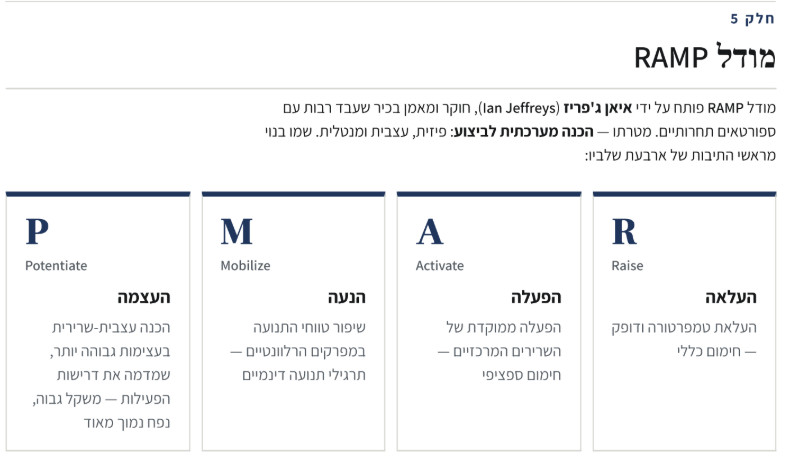 חלק 5
מודל RAMP
מודל RAMP פותח על ידי איאן ג'פריז (Ian Jeffreys), חוקר ומאמן בכיר שעבד רבות עם
ספורטאים תחרותיים. מטרתו — הכנה מערכתית לביצוע: פיזית, עצבית ומנטלית. שמו בנוי
מראשי התיבות של ארבעת שלביו:
R
Raise
העלאה
העלאת טמפרטורה ודופק
— חימום כללי
A
Activate
הפעלה
הפעלה ממוקדת של
השרירים המרכזיים —
חימום ספציפי
M
Mobilize
הנעה
שיפור טווחי התנועה
במפרקים הרלוונטיים —
תרגילי תנועה דינמיים
P
Potentiate
העצמה
הכנה עצבית-שרירית
בעצימות גבוהה יותר,
שמדמה את דרישות
הפעילות — משקל גבוה,
נפח נמוך מאוד